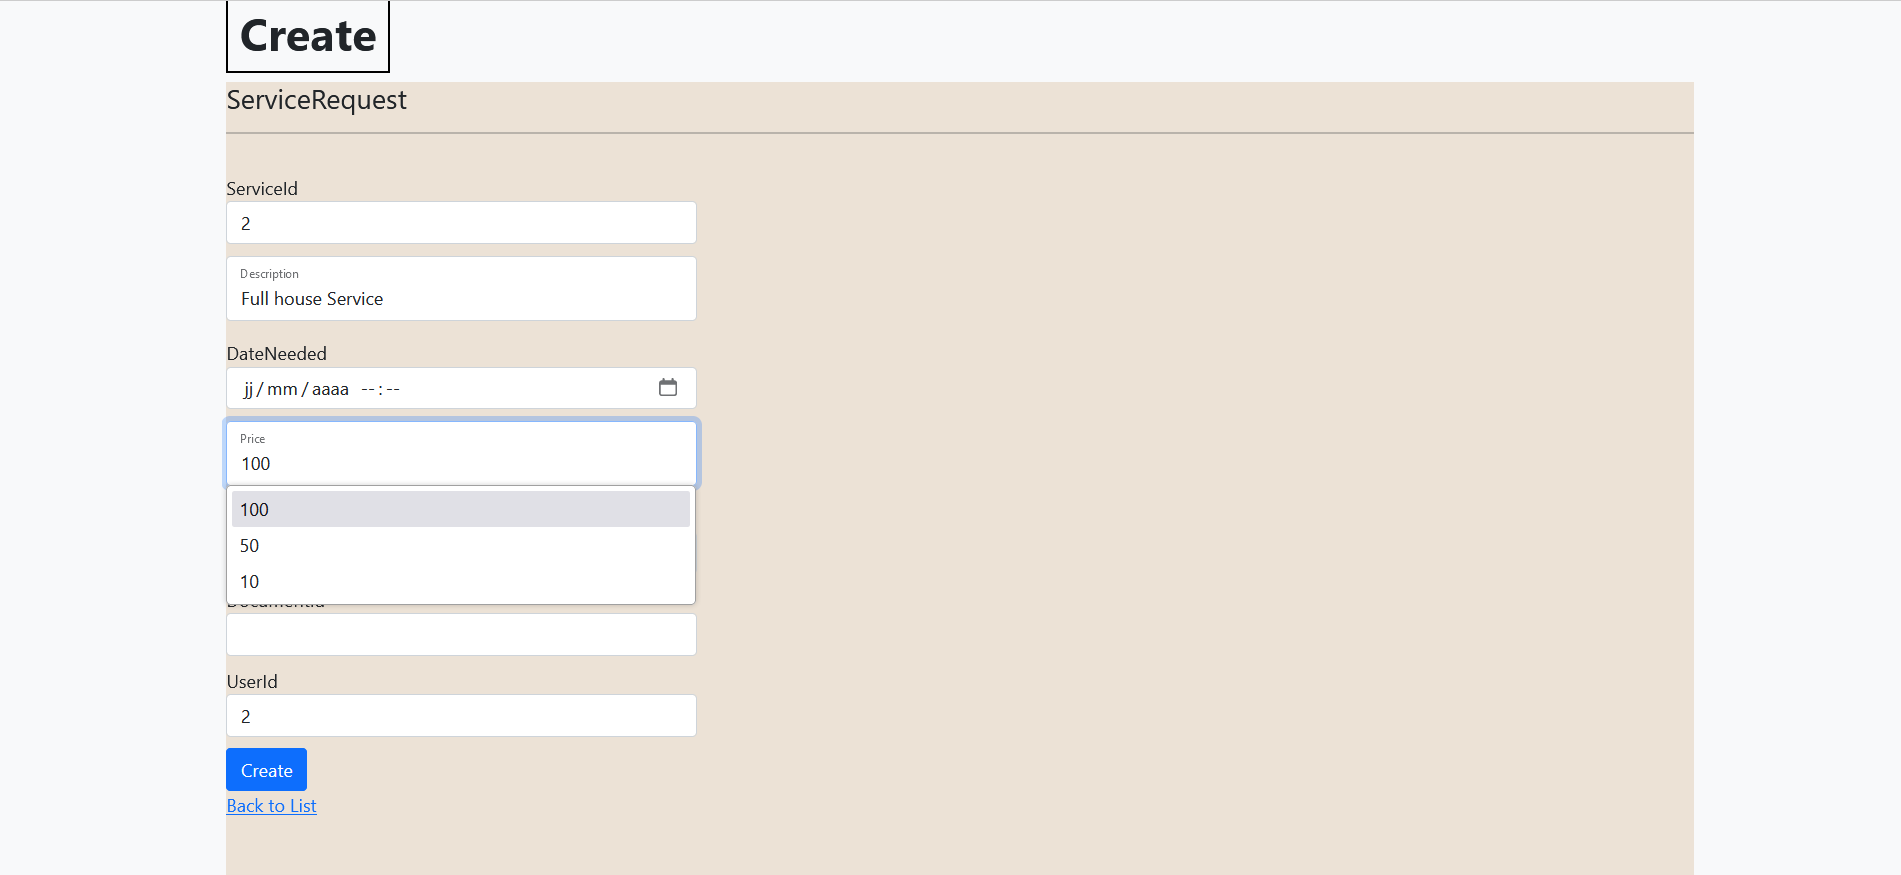 Create
ServiceRequest
ServiceId
2
Description
Full house Service
DateNeeded
jj/mm/aaaa --:--
Price
100
100
50
10
UserId
2
Create
Back to List